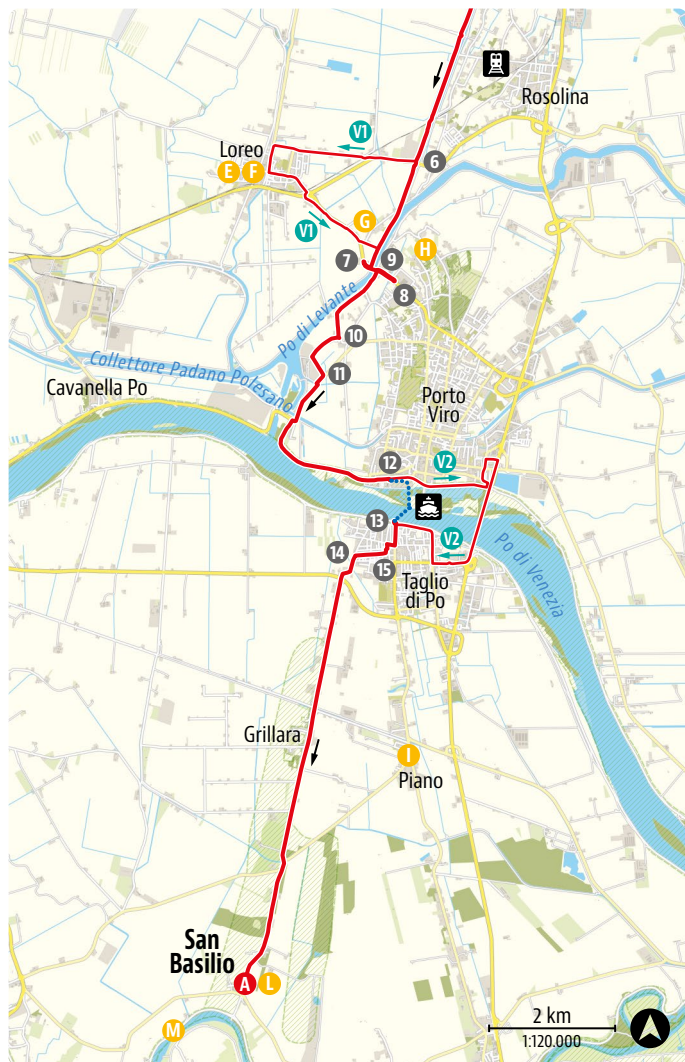 Rosolina
V1
Loreo
6
E F
G
V1
H
7
9
8
Po di Levante
10
Collettore Padano Polesano
11
Cavanella Po
Porto
Viro
12
V2
13
V2
14
15
Taglio
di Po
Po di Venezia
Grillara
I
Piano
San
Basilio
A L
M
2 km
1:120.000